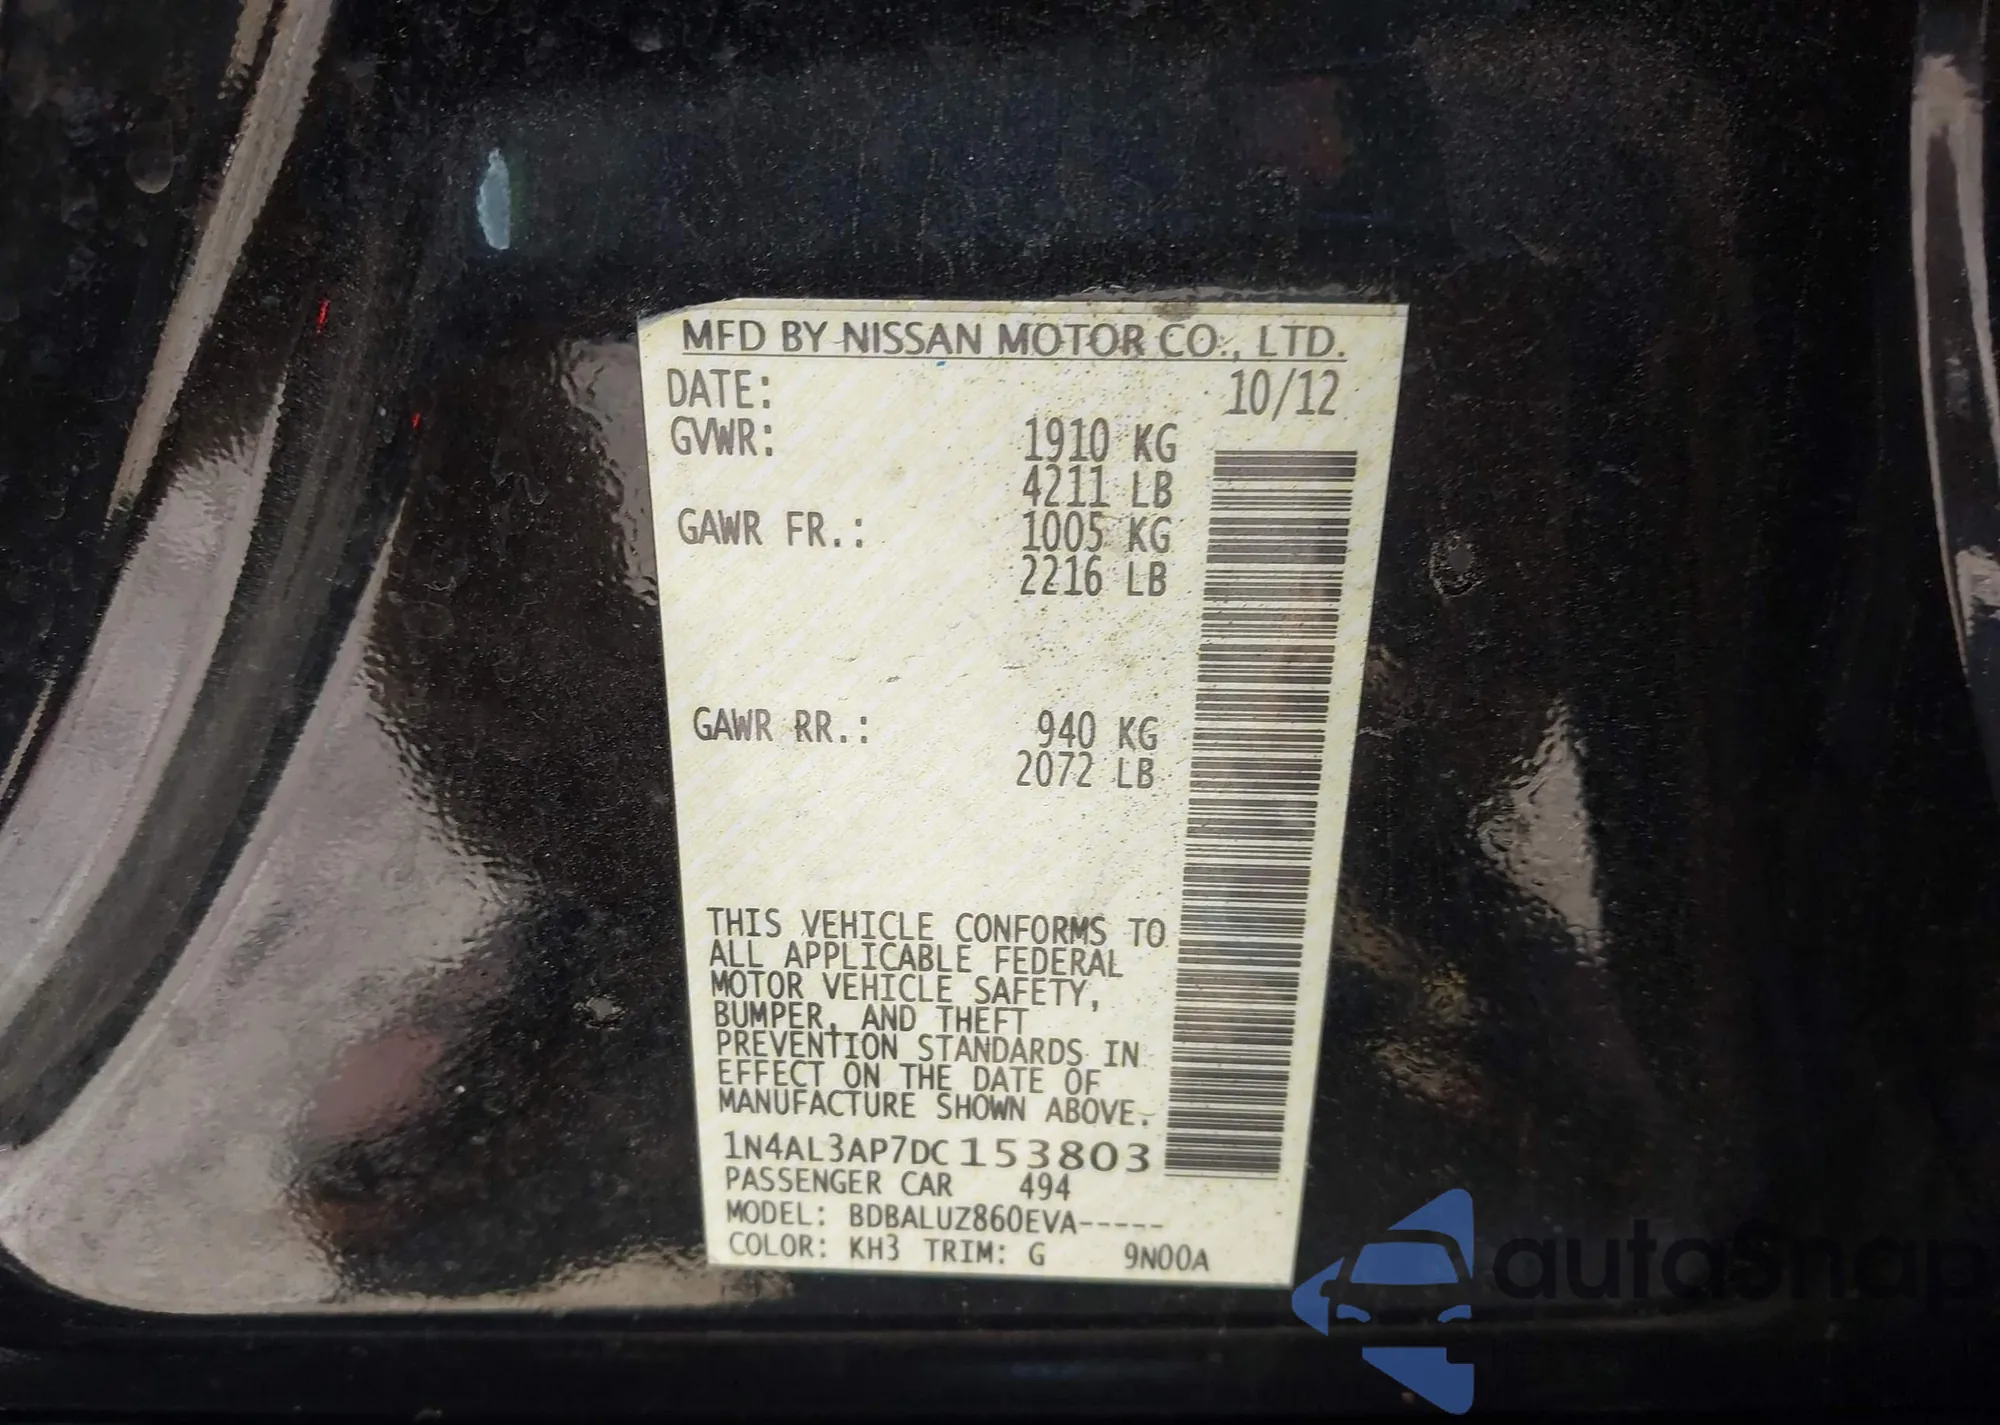 MFD BY NISSAN MOTOR CO., LTD.
DATE: 10/12
GVWR: 1910 KG
4211 LB
GAWR FR.: 1005 KG
2216 LB
GAWR RR.: 940 KG
2072 LB
THIS VEHICLE CONFORMS TO
ALL APPLICABLE FEDERAL
MOTOR VEHICLE SAFETY,
BUMPER, AND THEFT
PREVENTION STANDARDS IN
EFFECT ON THE DATE OF
MANUFACTURE SHOWN ABOVE.
1N4AL3AP7DC153803
PASSENGER CAR 494
MODEL: BDBALUZ860EVA-----
COLOR: KH3 TRIM: G 9N00A
autosnap